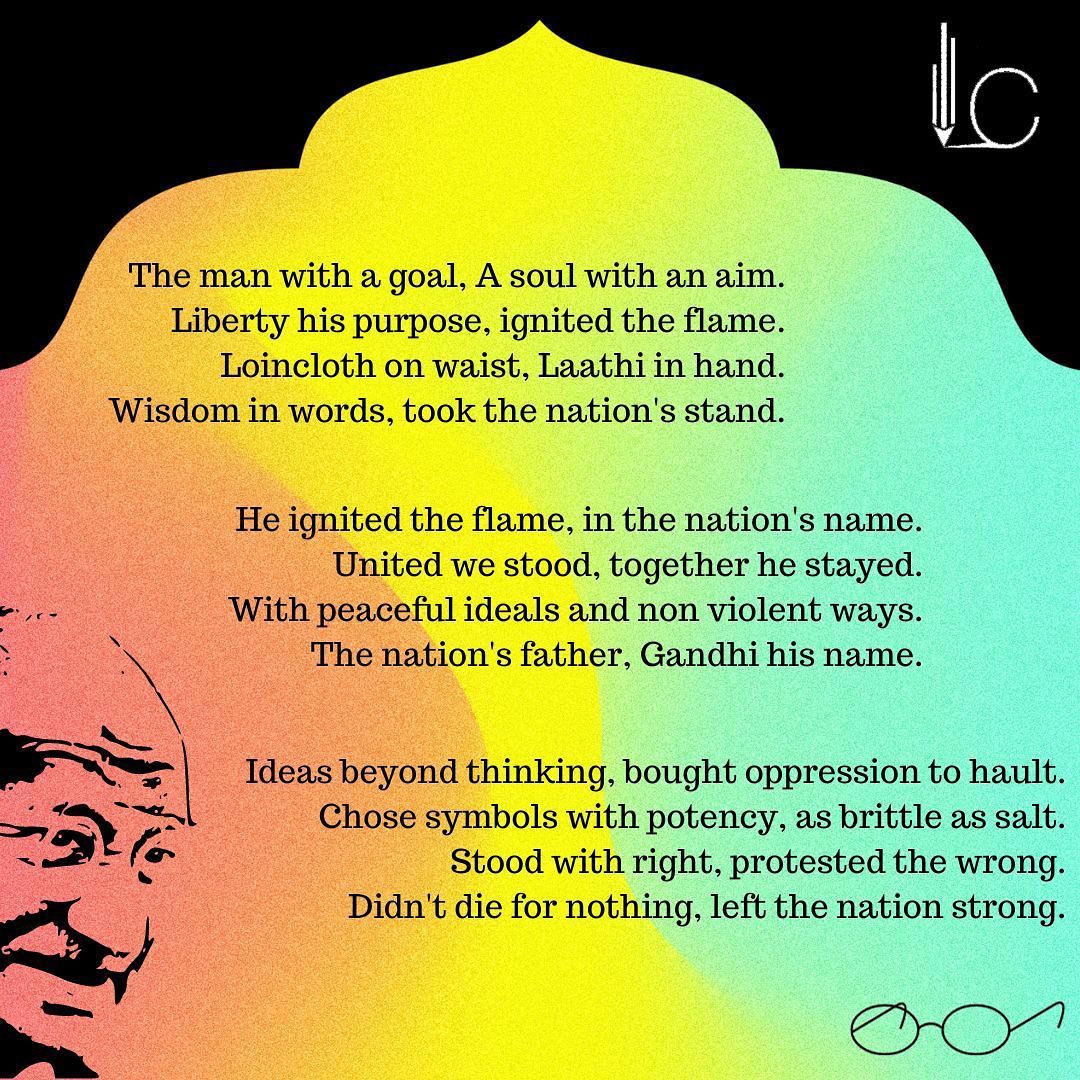 LC
The man with a goal, A soul with an aim.
Liberty his purpose, ignited the flame.
Loincloth on waist, Laathi in hand.
Wisdom in words, took the nation's stand.
He ignited the flame, in the nation's name.
United we stood, together he stayed.
With peaceful ideals and non violent ways.
The nation's father, Gandhi his name.
Ideas beyond thinking, bought oppression to hault.
Chose symbols with potency, as brittle as salt.
Stood with right, protested the wrong.
Didn't die for nothing, left the nation strong.